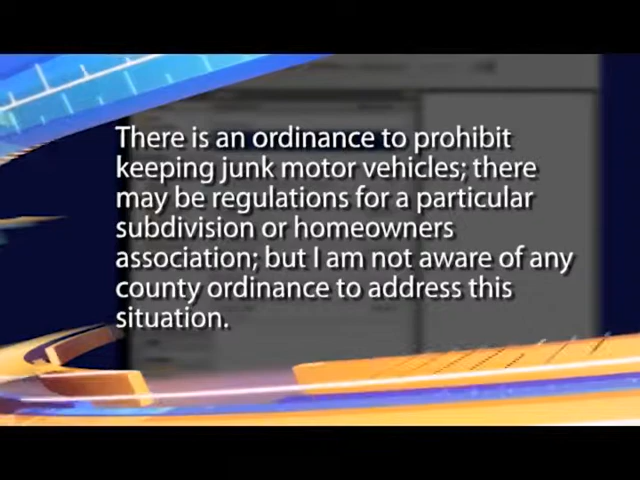 There is an ordinance to prohibit
keeping junk motor vehicles; there
may be regulations for a particular
subdivision or homeowners
association; but I am not aware of any
county ordinance to address this
situation.